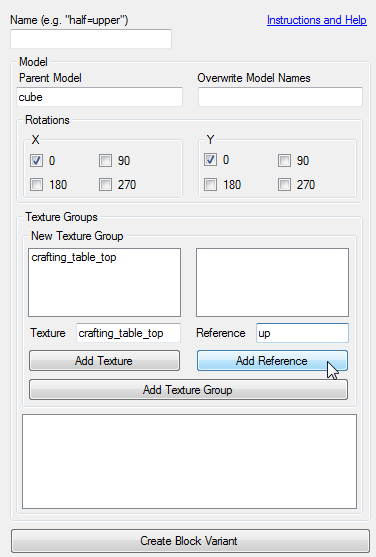 Name (e.g. "half=upper") Instructions and Help
Model
Parent Model Overwrite Model Names
cube
Rotations
X Y
0 90 0 90
180 270 180 270
Texture Groups
New Texture Group
crafting_table_top
Texture crafting_table_top Reference up
Add Texture Add Reference
Add Texture Group
Create Block Variant